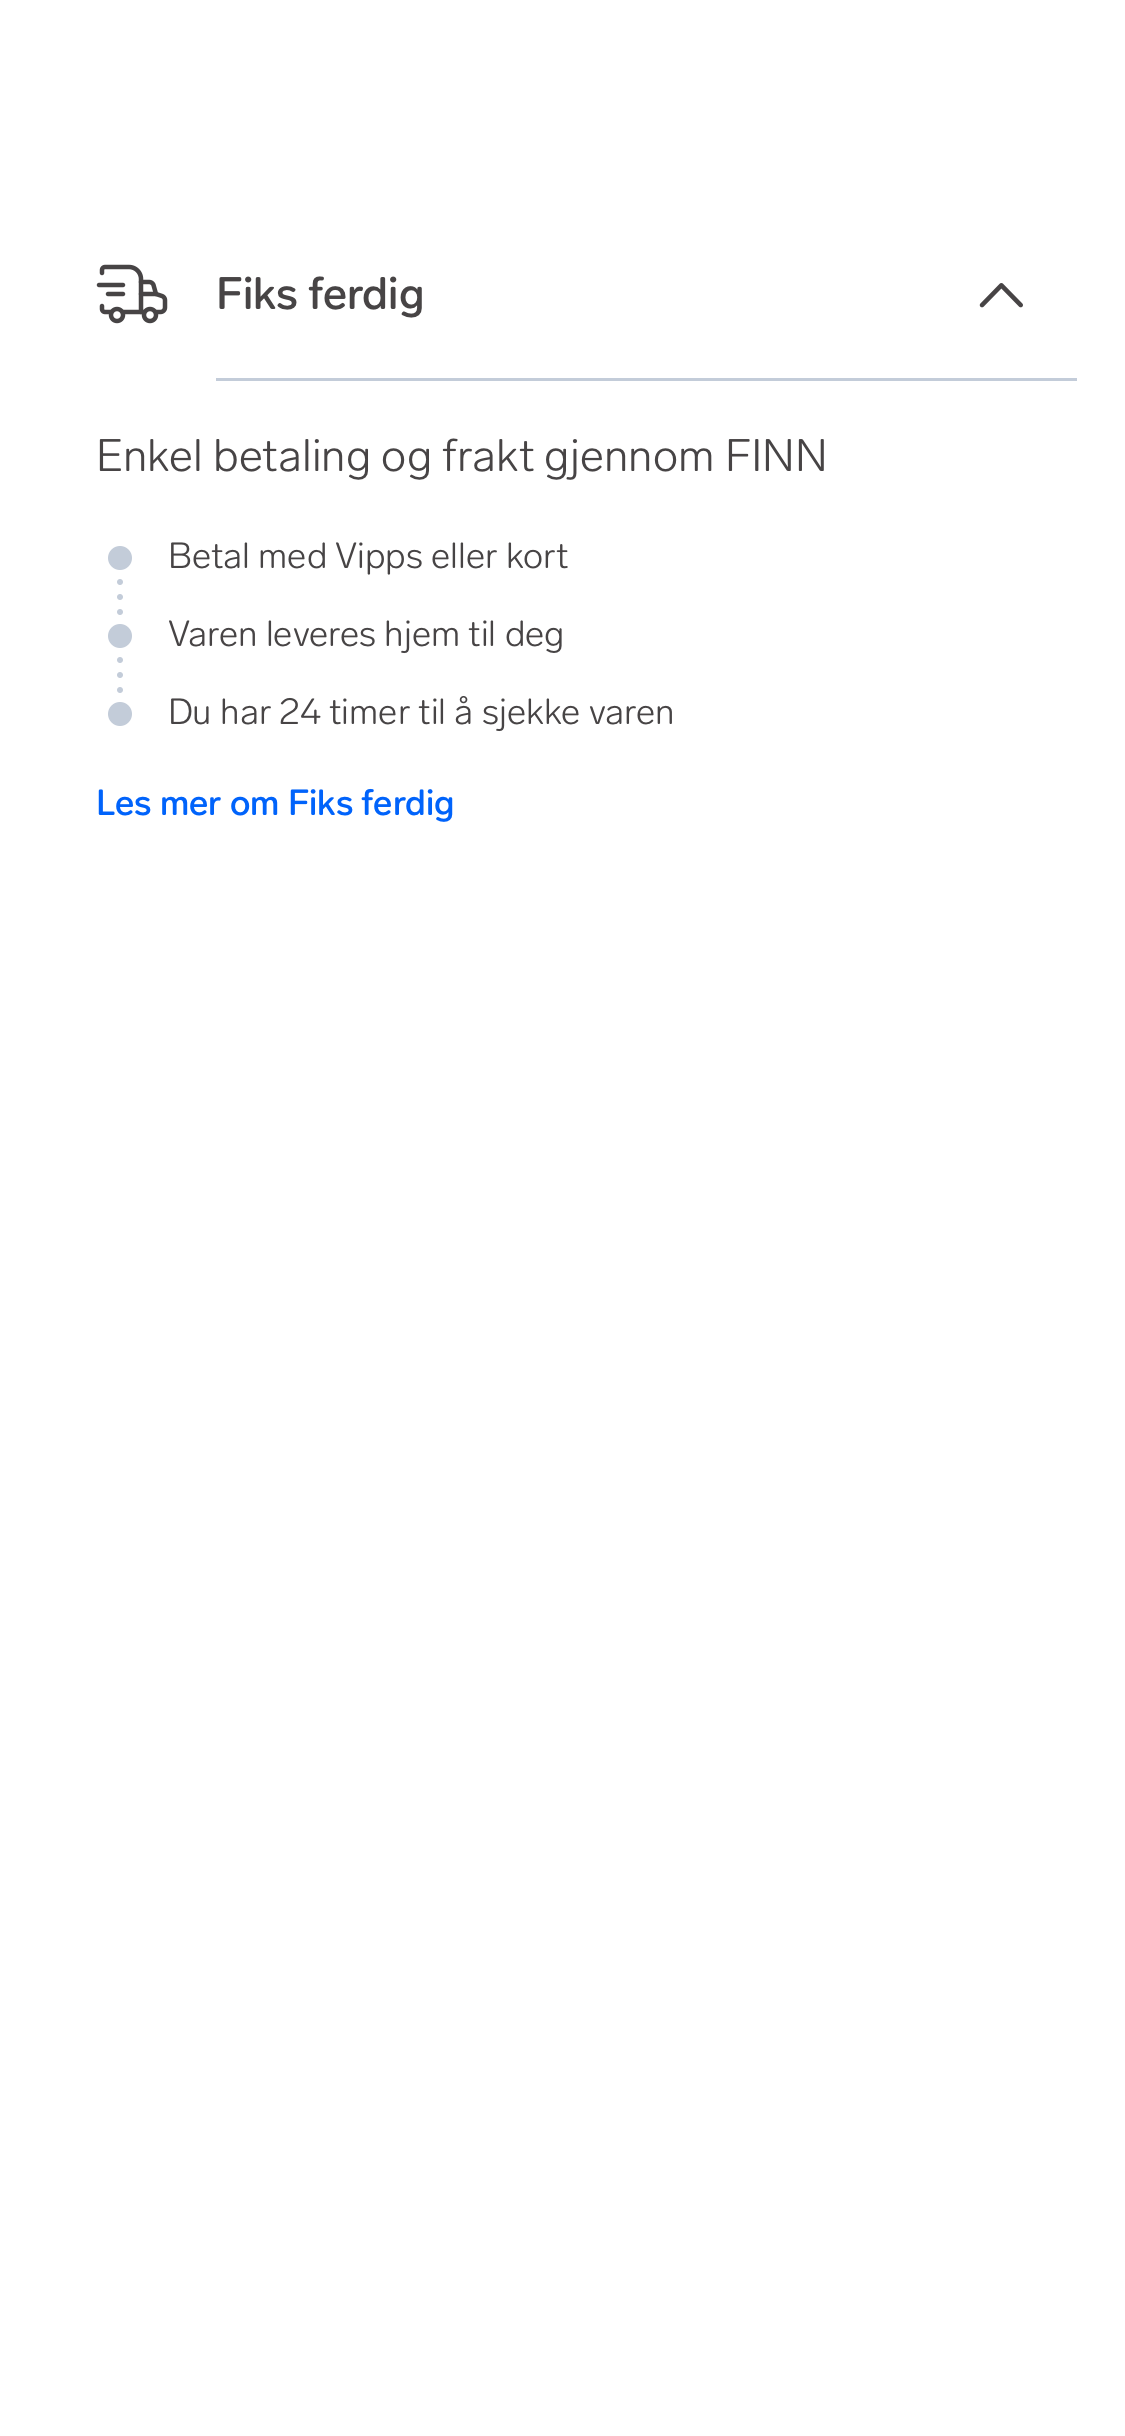 Fiks ferdig
Enkel betaling og frakt gjennom FINN
Betal med Vipps eller kort
Varen leveres hjem til deg
Du har 24 timer til å sjekke varen
Les mer om Fiks ferdig